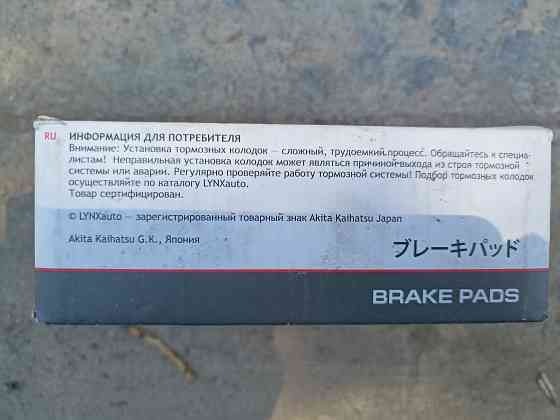 RU ИНФОРМАЦИЯ ДЛЯ ПОТРЕБИТЕЛЯ
Внимание: Установка тормозных колодок — сложный, трудоемкий процесс. Обращайтесь к специа-
листам! Неправильная установка колодок может являться причиной выхода из строя тормозной
системы или аварии. Регулярно проверяйте работу тормозной системы! Подбор тормозных колодок
осуществляйте по каталогу LYNXauto.
Товар сертифицирован.
© LYNXauto — зарегистрированный товарный знак Akita Kaihatsu Japan
Akita Kaihatsu G.K., Япония
ブレーキパッド
BRAKE PADS